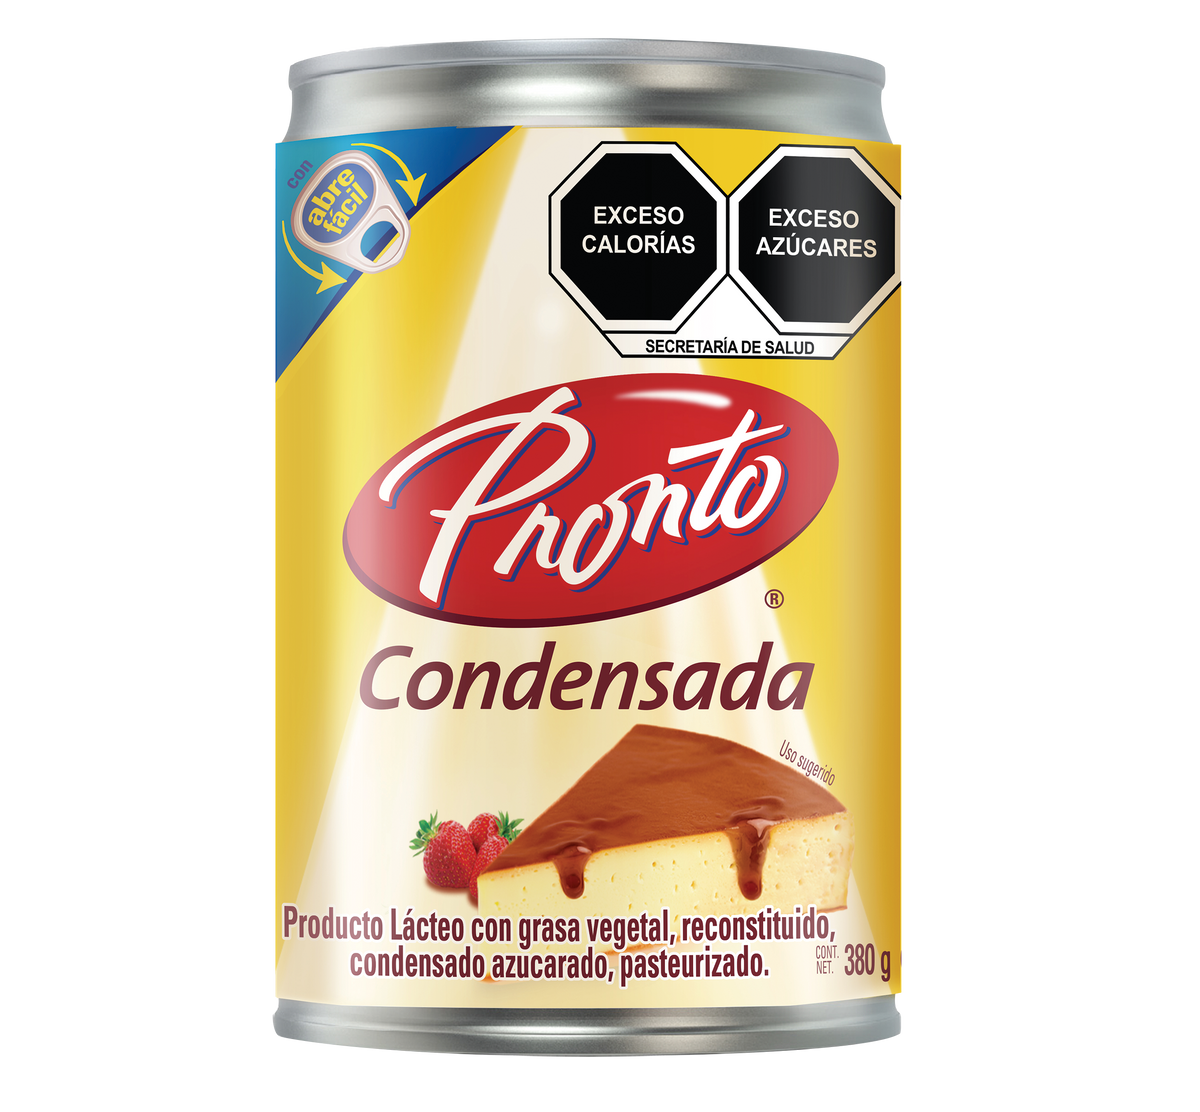 con
abre
fácil
EXCESO
CALORÍAS
EXCESO
AZÚCARES
SECRETARÍA DE SALUD
Pronto
®
Condensada
Uso sugerido
Producto Lácteo con grasa vegetal, reconstituido,
condensado azucarado, pasteurizado.
CONT.
NET. 380 g